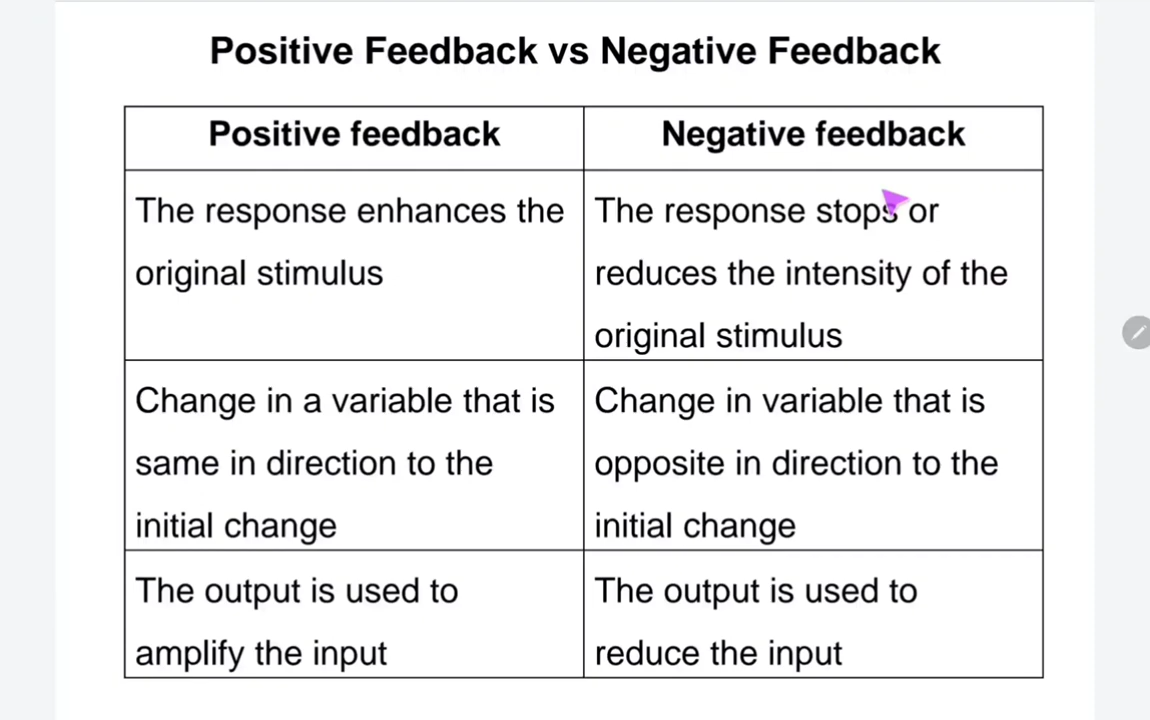 Positive Feedback vs Negative Feedback
Positive feedback
Negative feedback
The response enhances the
original stimulus
The response stops or
reduces the intensity of the
original stimulus
Change in a variable that is
same in direction to the
initial change
Change in variable that is
opposite in direction to the
initial change
The output is used to
amplify the input
The output is used to
reduce the input